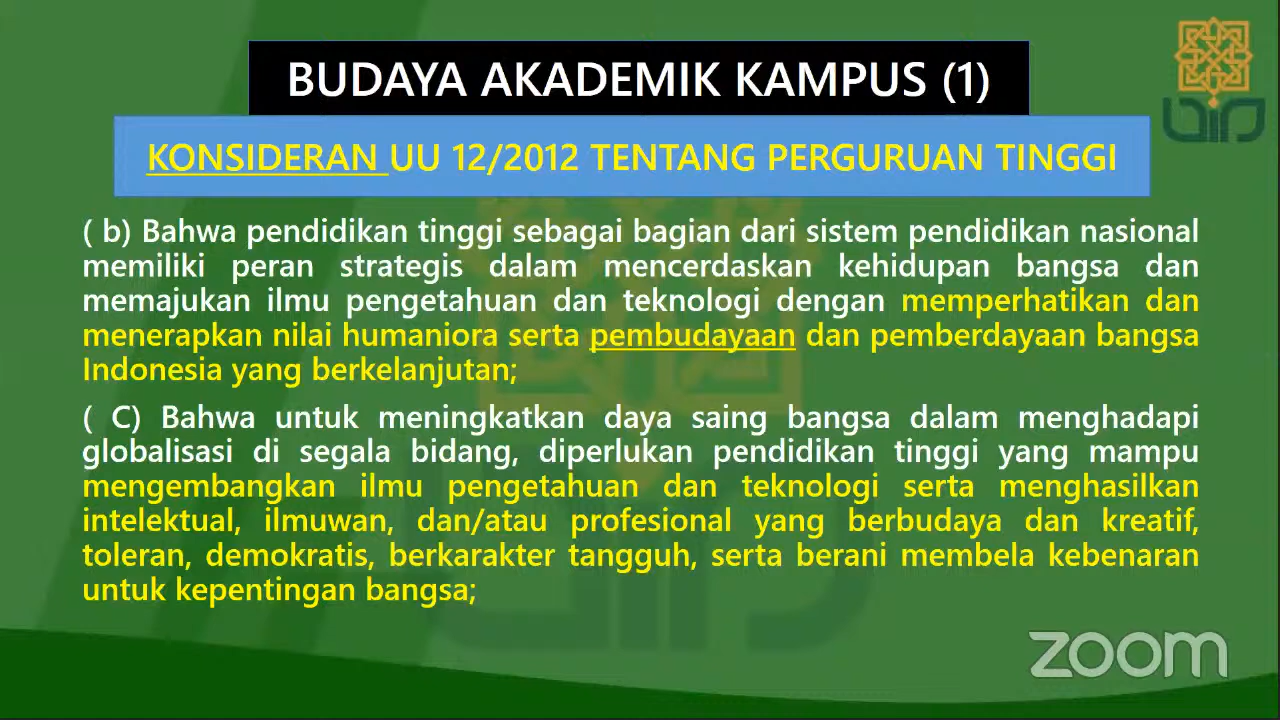 BUDAYA AKADEMIK KAMPUS (1)
KONSIDERAN UU 12/2012 TENTANG PERGURUAN TINGGI
( b) Bahwa pendidikan tinggi sebagai bagian dari sistem pendidikan nasional
memiliki peran strategis dalam mencerdaskan kehidupan bangsa dan
memajukan ilmu pengetahuan dan teknologi dengan memperhatikan dan
menerapkan nilai humaniora serta pembudayaan dan pemberdayaan bangsa
Indonesia yang berkelanjutan;
( C) Bahwa untuk meningkatkan daya saing bangsa dalam menghadapi
globalisasi di segala bidang, diperlukan pendidikan tinggi yang mampu
mengembangkan ilmu pengetahuan dan teknologi serta menghasilkan
intelektual, ilmuwan, dan/atau profesional yang berbudaya dan kreatif,
toleran, demokratis, berkarakter tangguh, serta berani membela kebenaran
untuk kepentingan bangsa;
zoom